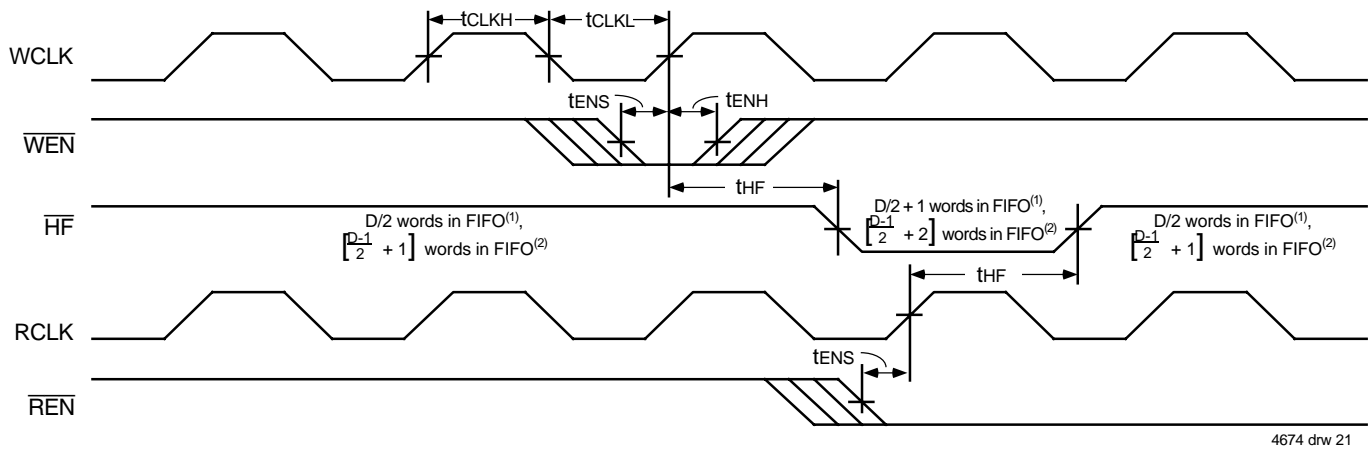 tCLKH
tCLKL
WCLK
tENS
tENH
WEN
tHF
HF
D/2 words in FIFO(1),
[D-1/2 + 1] words in FIFO(2)
D/2 + 1 words in FIFO(1),
[D-1/2 + 2] words in FIFO(2)
D/2 words in FIFO(1),
[D-1/2 + 1] words in FIFO(2)
tHF
RCLK
tENS
REN
4674 drw 21